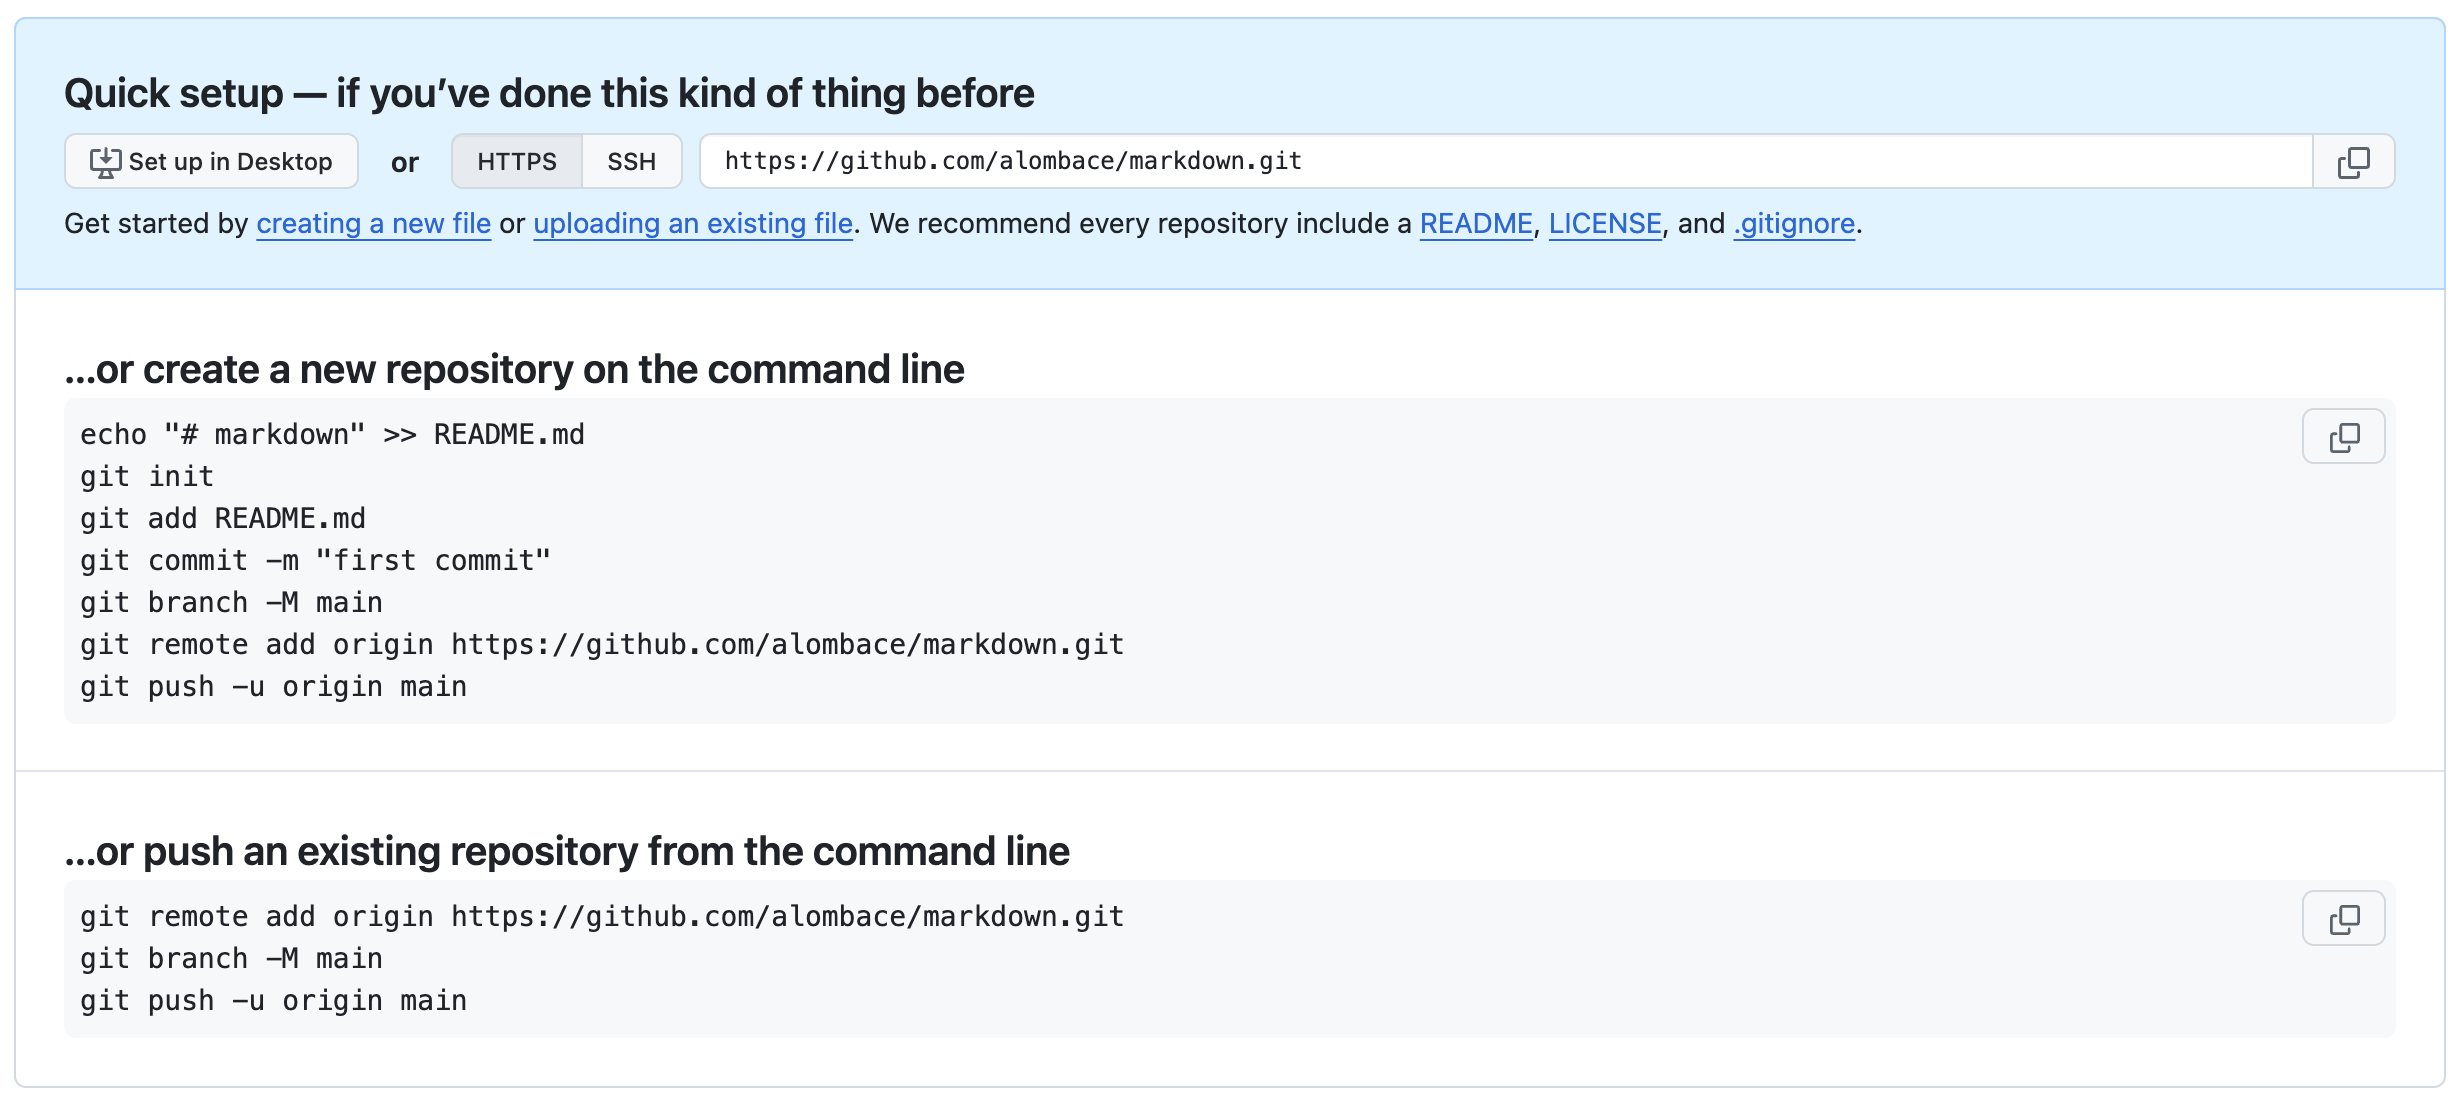 Quick setup — if you’ve done this kind of thing before
Set up in Desktop or HTTPS SSH https://github.com/alombace/markdown.git
Get started by creating a new file or uploading an existing file. We recommend every repository include a README, LICENSE, and .gitignore.
…or create a new repository on the command line
echo "# markdown" >> README.md
git init
git add README.md
git commit -m "first commit"
git branch -M main
git remote add origin https://github.com/alombace/markdown.git
git push -u origin main
…or push an existing repository from the command line
git remote add origin https://github.com/alombace/markdown.git
git branch -M main
git push -u origin main